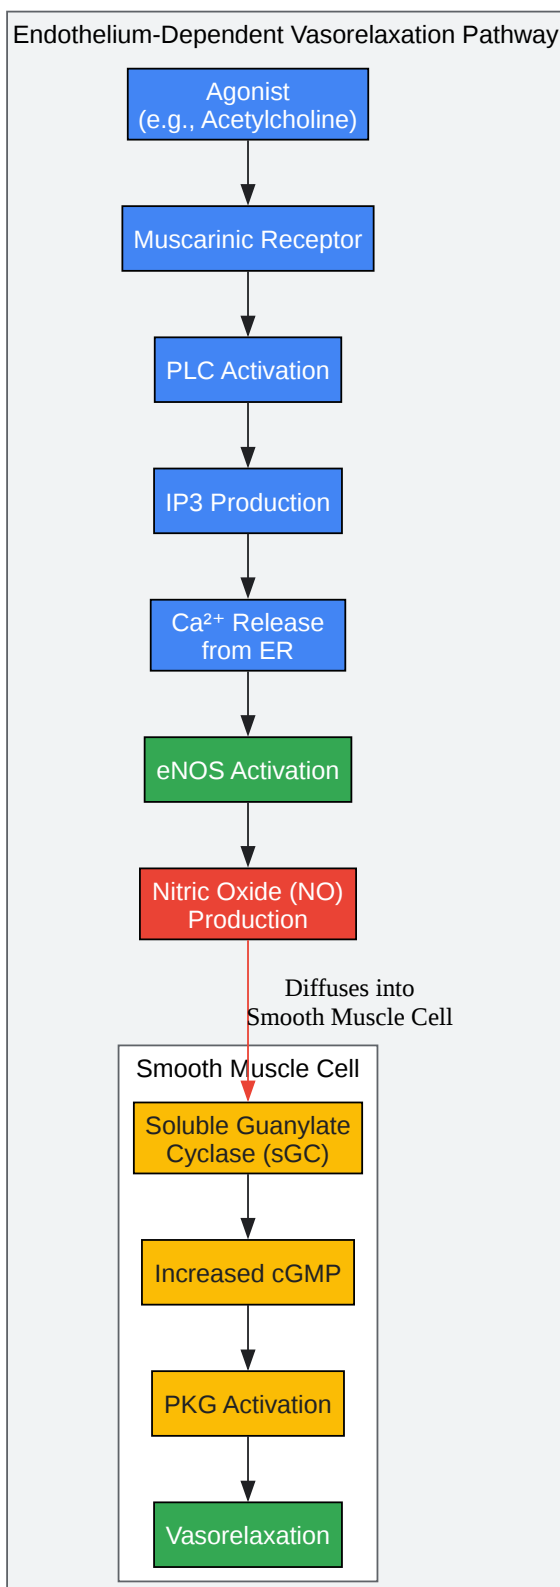 Endothelium-Dependent Vasorelaxation Pathway
Agonist
(e.g., Acetylcholine)
Muscarinic Receptor
PLC Activation
IP3 Production
Ca²⁺ Release
from ER
eNOS Activation
Nitric Oxide (NO)
Production
Diffuses into
Smooth Muscle Cell
Smooth Muscle Cell
Soluble Guanylate
Cyclase (sGC)
Increased cGMP
PKG Activation
Vasorelaxation